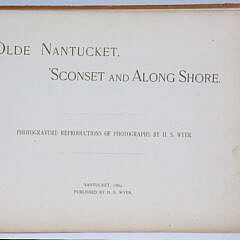 Olde Nantucket,
'Sconset and Along Shore.
PHOTOGRAVURE REPRODUCTIONS OF PHOTOGRAPHS BY H. S. WYER.
NANTUCKET,
PUBLISHED BY H. S. WYER.